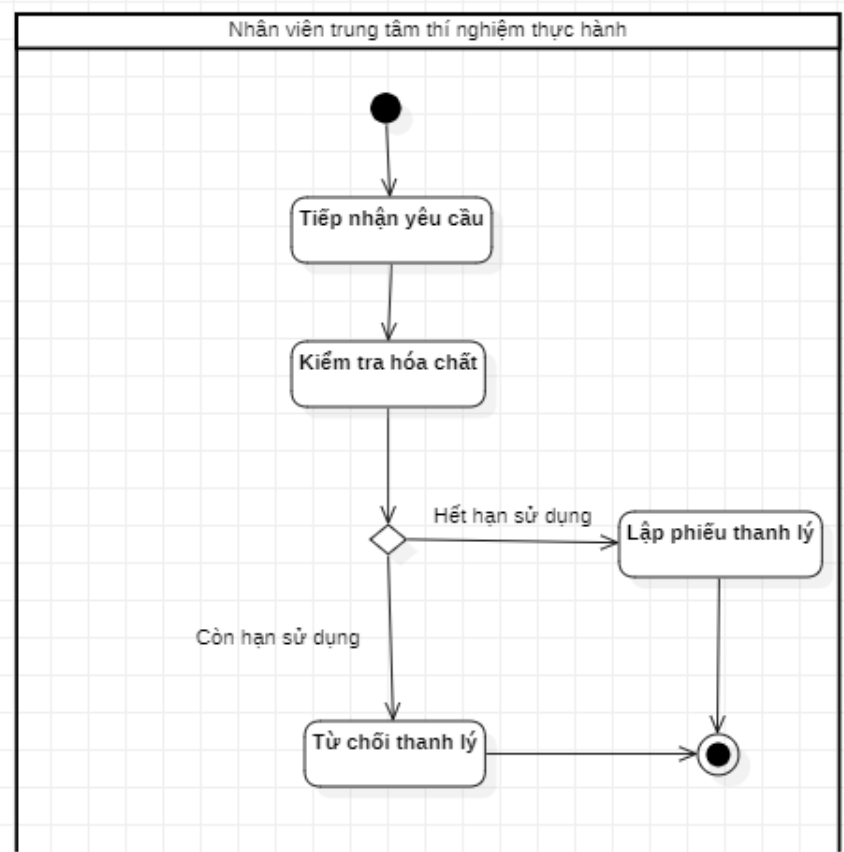 Nhân viên trung tâm thí nghiệm thực hành
Tiếp nhận yêu cầu
Kiểm tra hóa chất
Hết hạn sử dụng
Lập phiếu thanh lý
Còn hạn sử dụng
Từ chối thanh lý